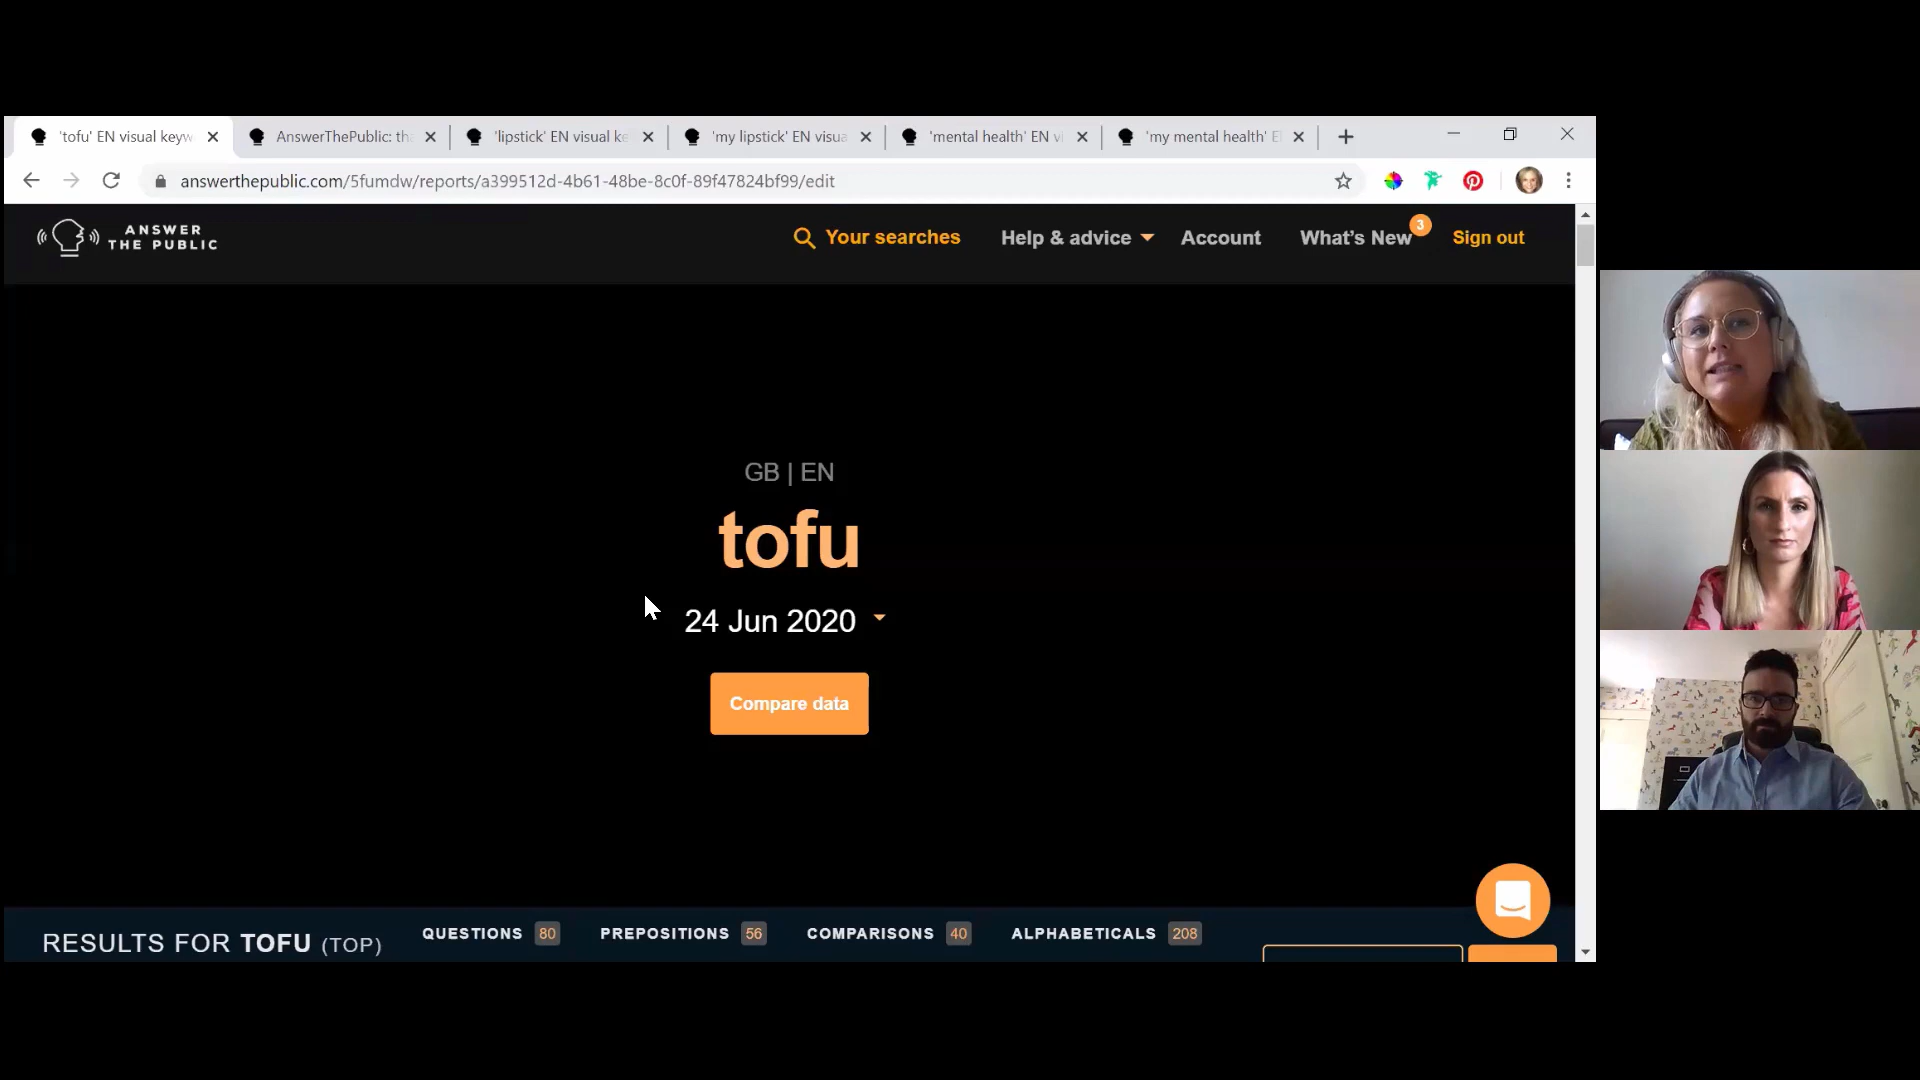 'tofu' EN visual keyw
AnswerThePublic: th
'lipstick' EN visual ke
'my lipstick' EN visua
'mental health' EN vi
'my mental health' E
answerthepublic.com/5fumdw/reports/a399512d-4b61-48be-8c0f-89f47824bf99/edit
ANSWER
THE PUBLIC
Your searches
Help & advice
Account
What's New
3
Sign out
GB | EN
tofu
24 Jun 2020
Compare data
RESULTS FOR TOFU (TOP)
QUESTIONS 80
PREPOSITIONS 56
COMPARISONS 40
ALPHABETICALS 208